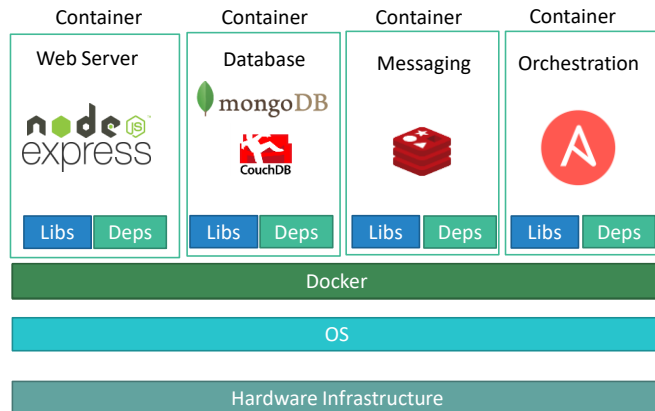 Container Container Container Container
Web Server
Database
Messaging
Orchestration
node JS
express
mongoDB
CouchDB
A
Libs Deps
Libs Deps
Libs Deps
Libs Deps
Docker
OS
Hardware Infrastructure